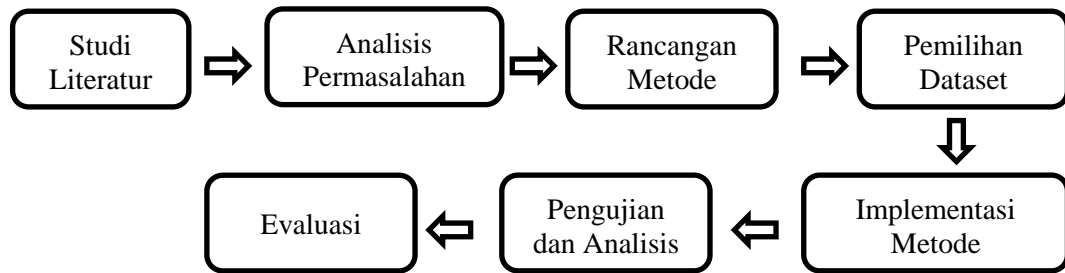 Studi
Literatur
Analisis
Permasalahan
Rancangan
Metode
Pemilihan
Dataset
Implementasi
Metode
Pengujian
dan Analisis
Evaluasi